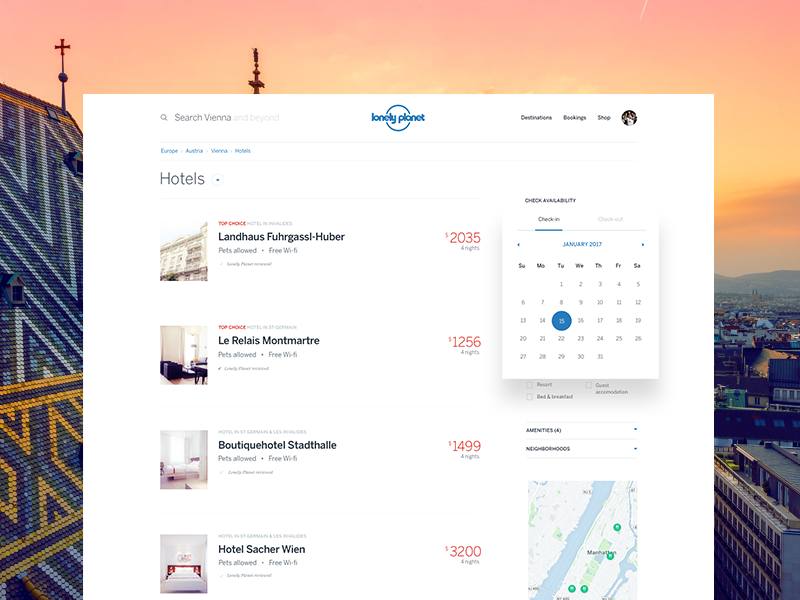 Search Vienna and beyond
lonely planet
Destinations Bookings Shop
Europe Austria Vienna Hotels
Hotels
TOP CHOICE HOTEL IN INVALIDES
Landhaus Fuhrgassl-Huber
Pets allowed • Free Wi-fi
Lonely Planet reviewed
$2035
4 nights
TOP CHOICE HOTEL IN ST-GERMAIN
Le Relais Montmartre
Pets allowed • Free Wi-fi
Lonely Planet reviewed
$1256
4 nights
HOTEL IN ST-GERMAIN & LES INVALIDES
Boutiquehotel Stadthalle
Pets allowed • Free Wi-fi
Lonely Planet reviewed
$1499
4 nights
HOTEL IN ST-GERMAIN & LES INVALIDES
Hotel Sacher Wien
Pets allowed • Free Wi-fi
Lonely Planet reviewed
$3200
4 nights
CHECK AVAILABILITY
Check-in Check-out
JANUARY 2017
Su Mo Tu We Th Fr Sa
1 2 3 4 5
6 7 8 9 10 11 12
13 14 15 16 17 18 19
20 21 22 23 24 25 26
27 28 29 30 31
Resort
Guest
accomodation
Bed & breakfast
AMENITIES (4)
NEIGHBORHOODS
Manhattan